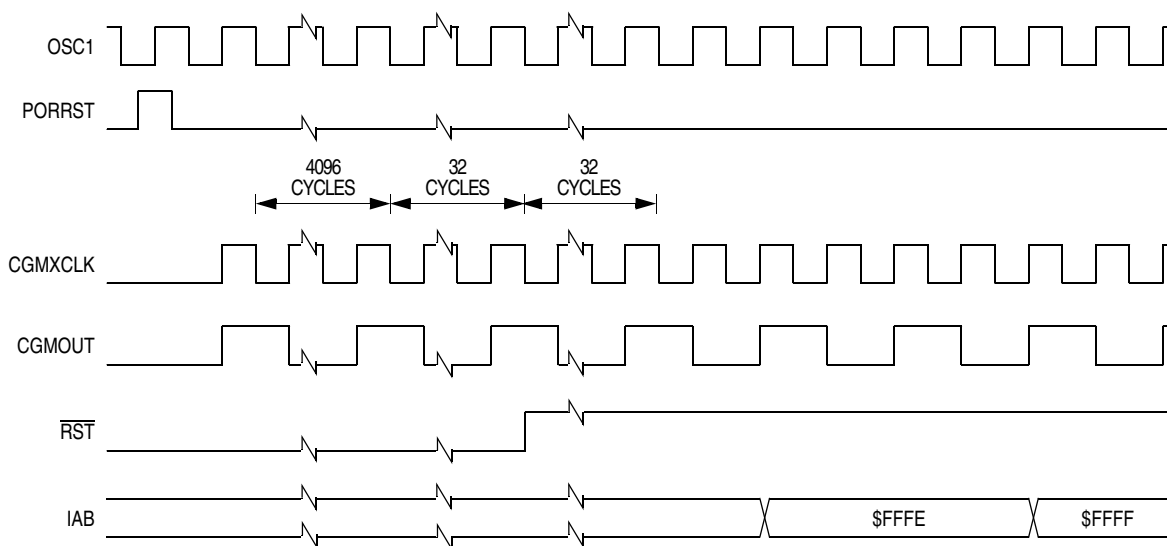 OSC1
PORRST
4096
CYCLES
32
CYCLES
32
CYCLES
CGMXCLK
CGMOUT
RST
IAB
$FFFE
$FFFF